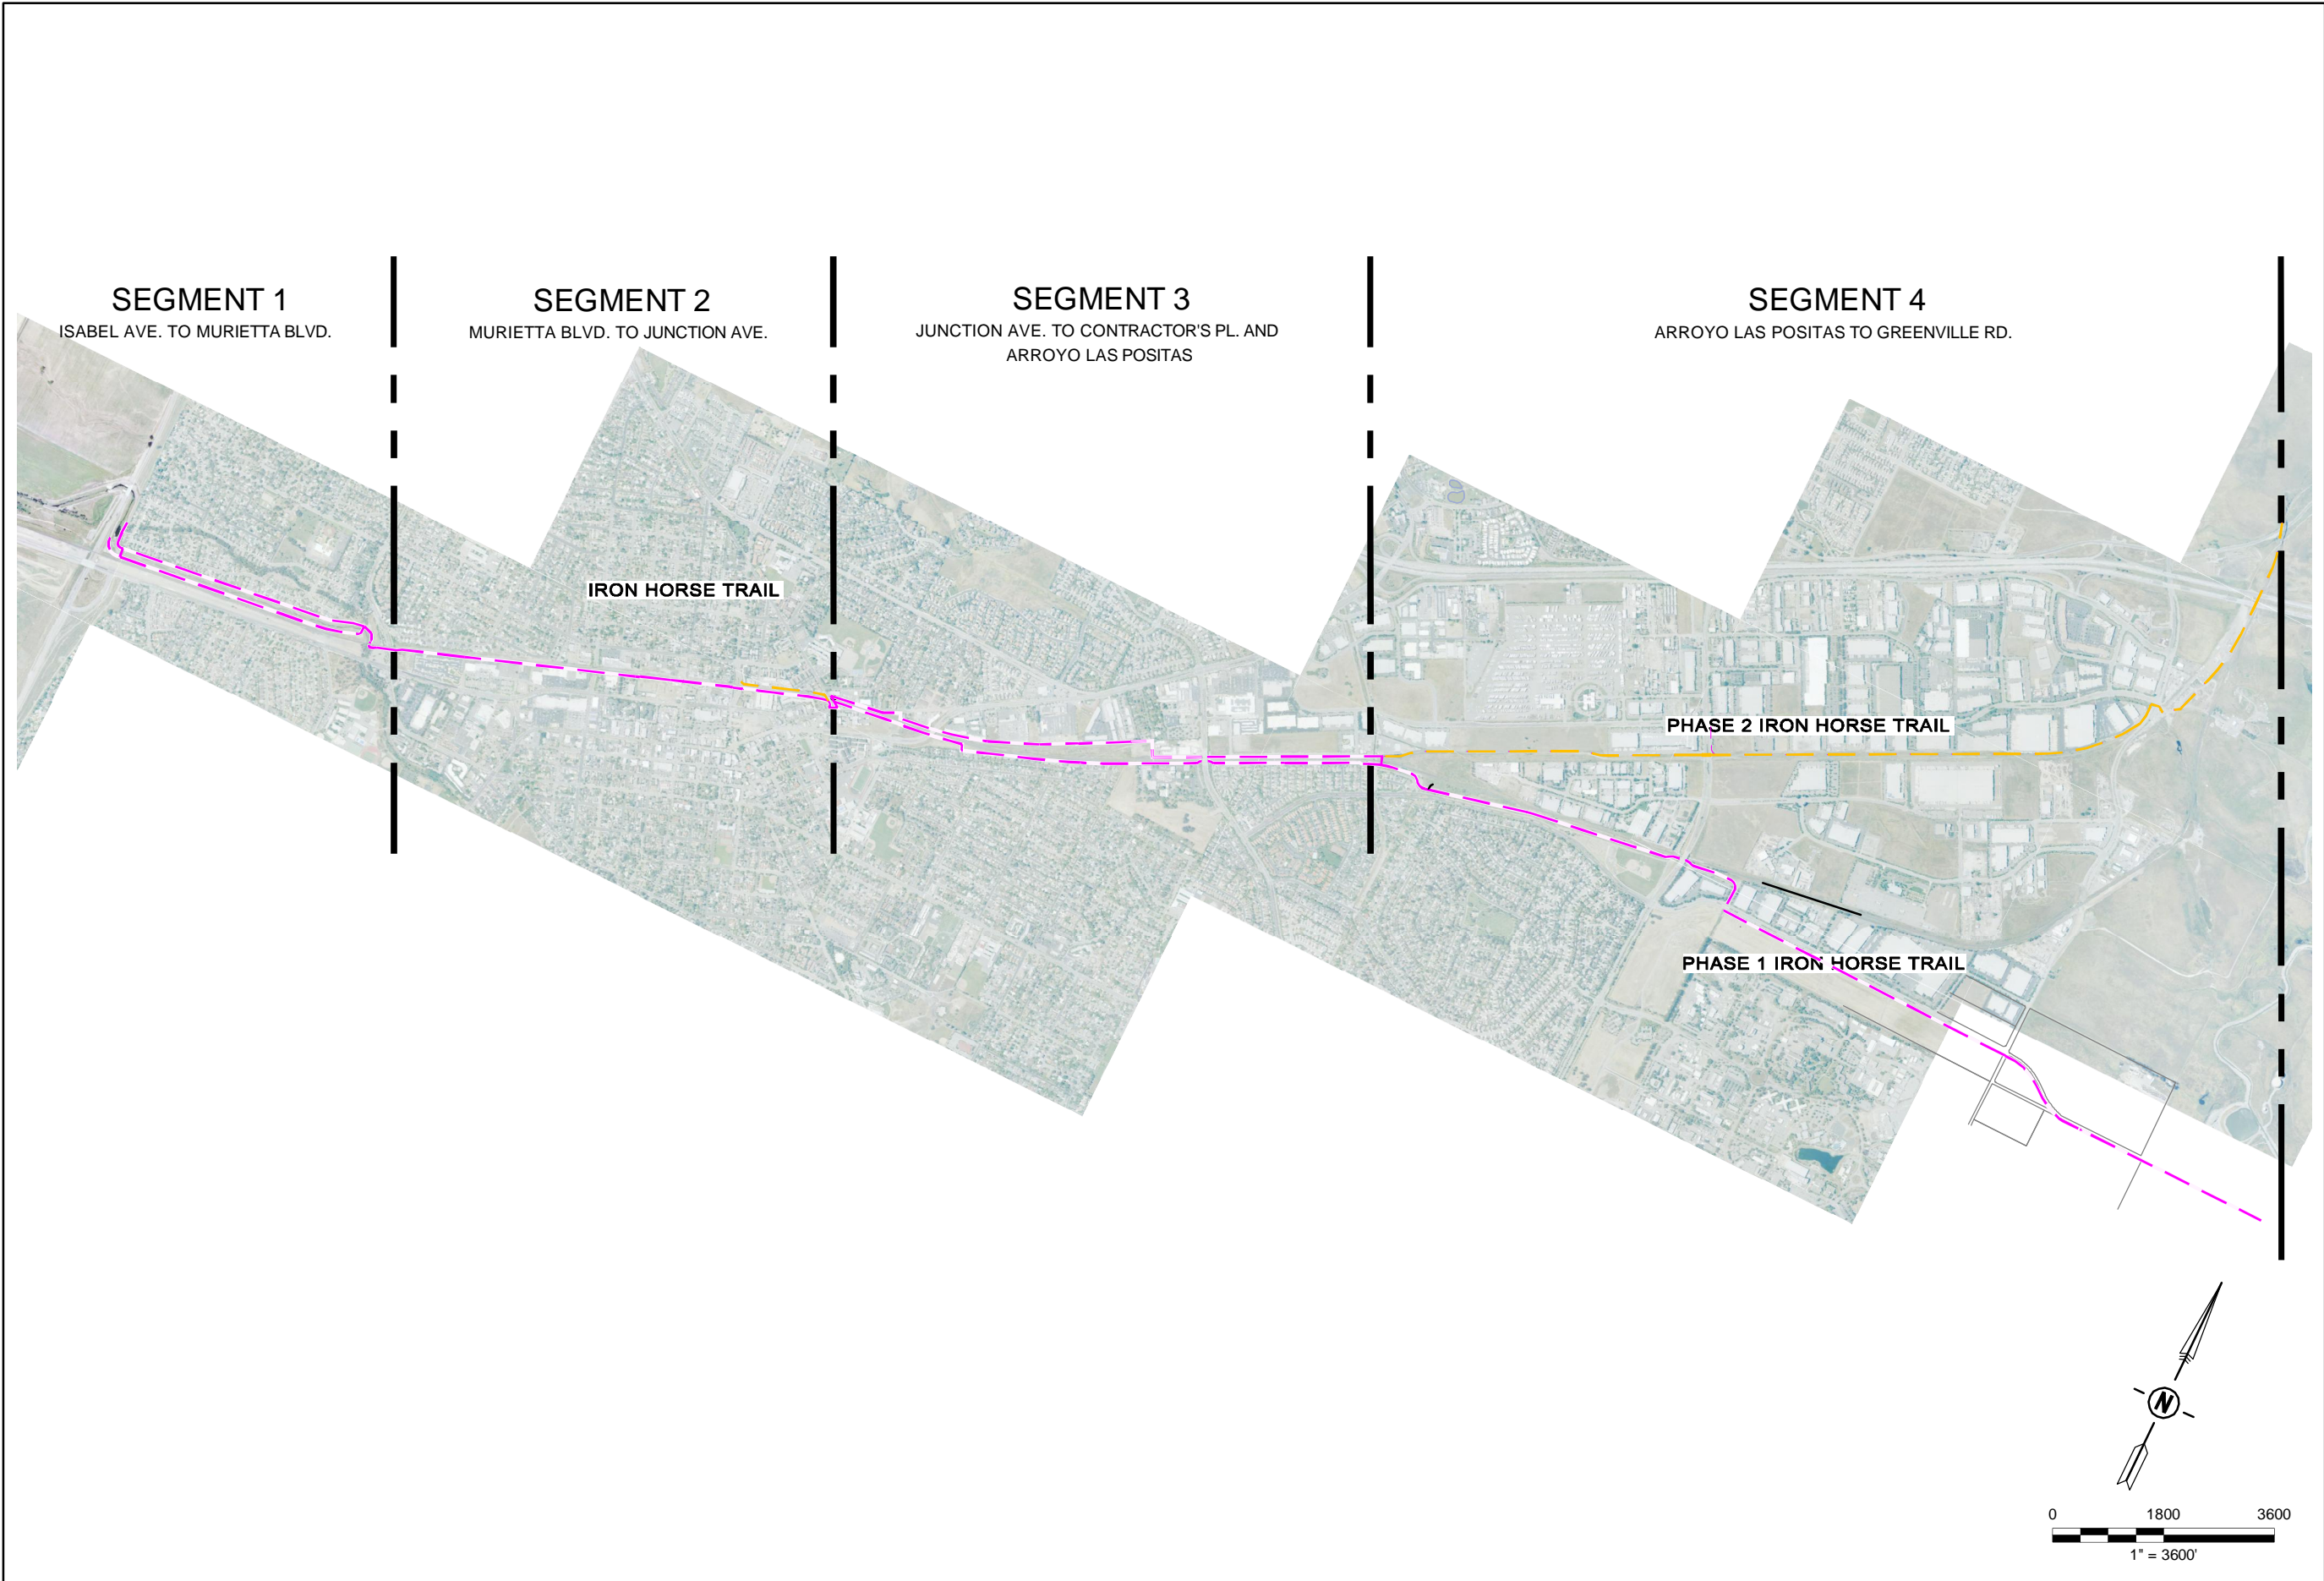 SEGMENT 1
ISABEL AVE. TO MURIETTA BLVD.
SEGMENT 2
MURIETTA BLVD. TO JUNCTION AVE.
SEGMENT 3
JUNCTION AVE. TO CONTRACTOR'S PL. AND
ARROYO LAS POSITAS
SEGMENT 4
ARROYO LAS POSITAS TO GREENVILLE RD.
IRON HORSE TRAIL
PHASE 2 IRON HORSE TRAIL
PHASE 1 IRON HORSE TRAIL
N
0 1800 3600
1" = 3600'